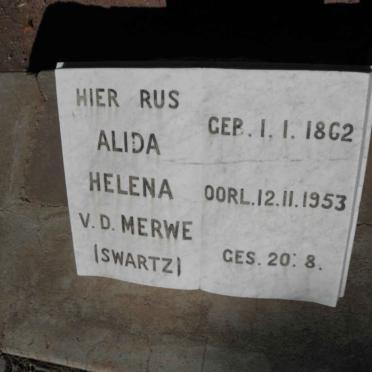 HIER RUS
ALIDA
HELENA
V.D. MERWE
(SWARTZ)
GEB. 1. 1. 1862
OORL. 12. 11. 1953
GES. 20: 8.